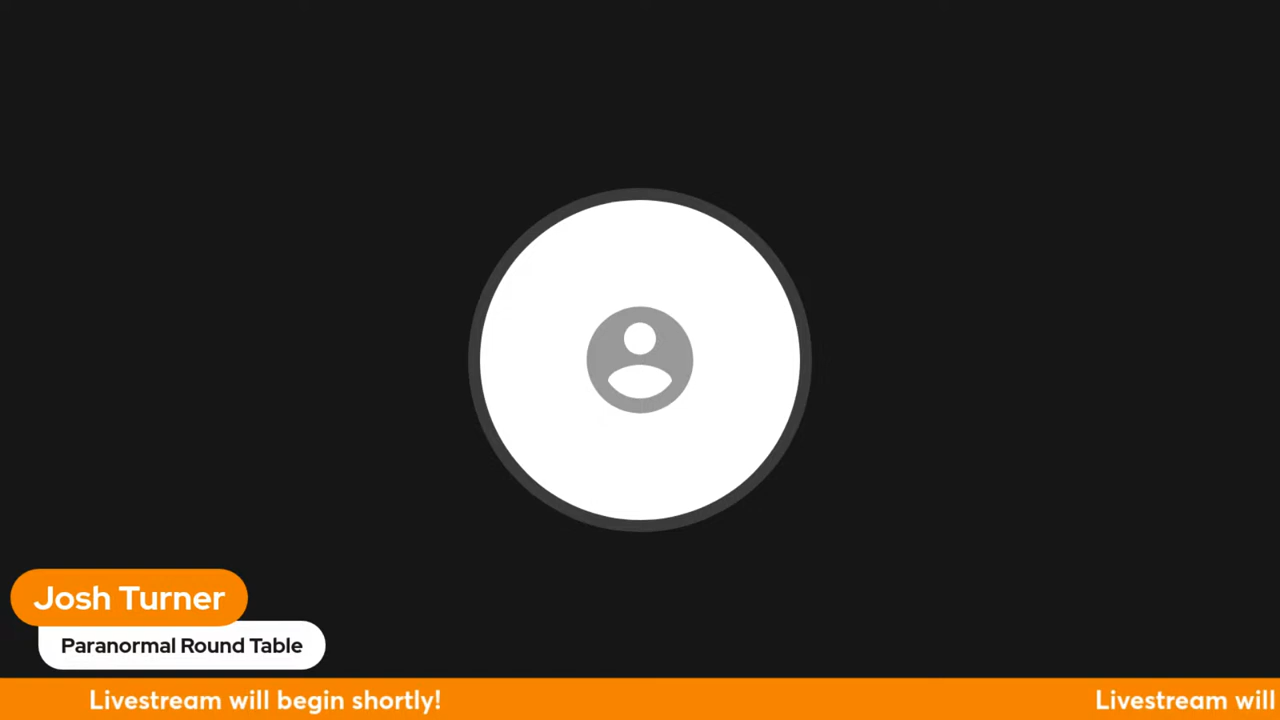 Josh Turner
Paranormal Round Table
Livestream will begin shortly! Livestream will